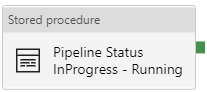 Stored procedure
Pipeline Status
InProgress - Running